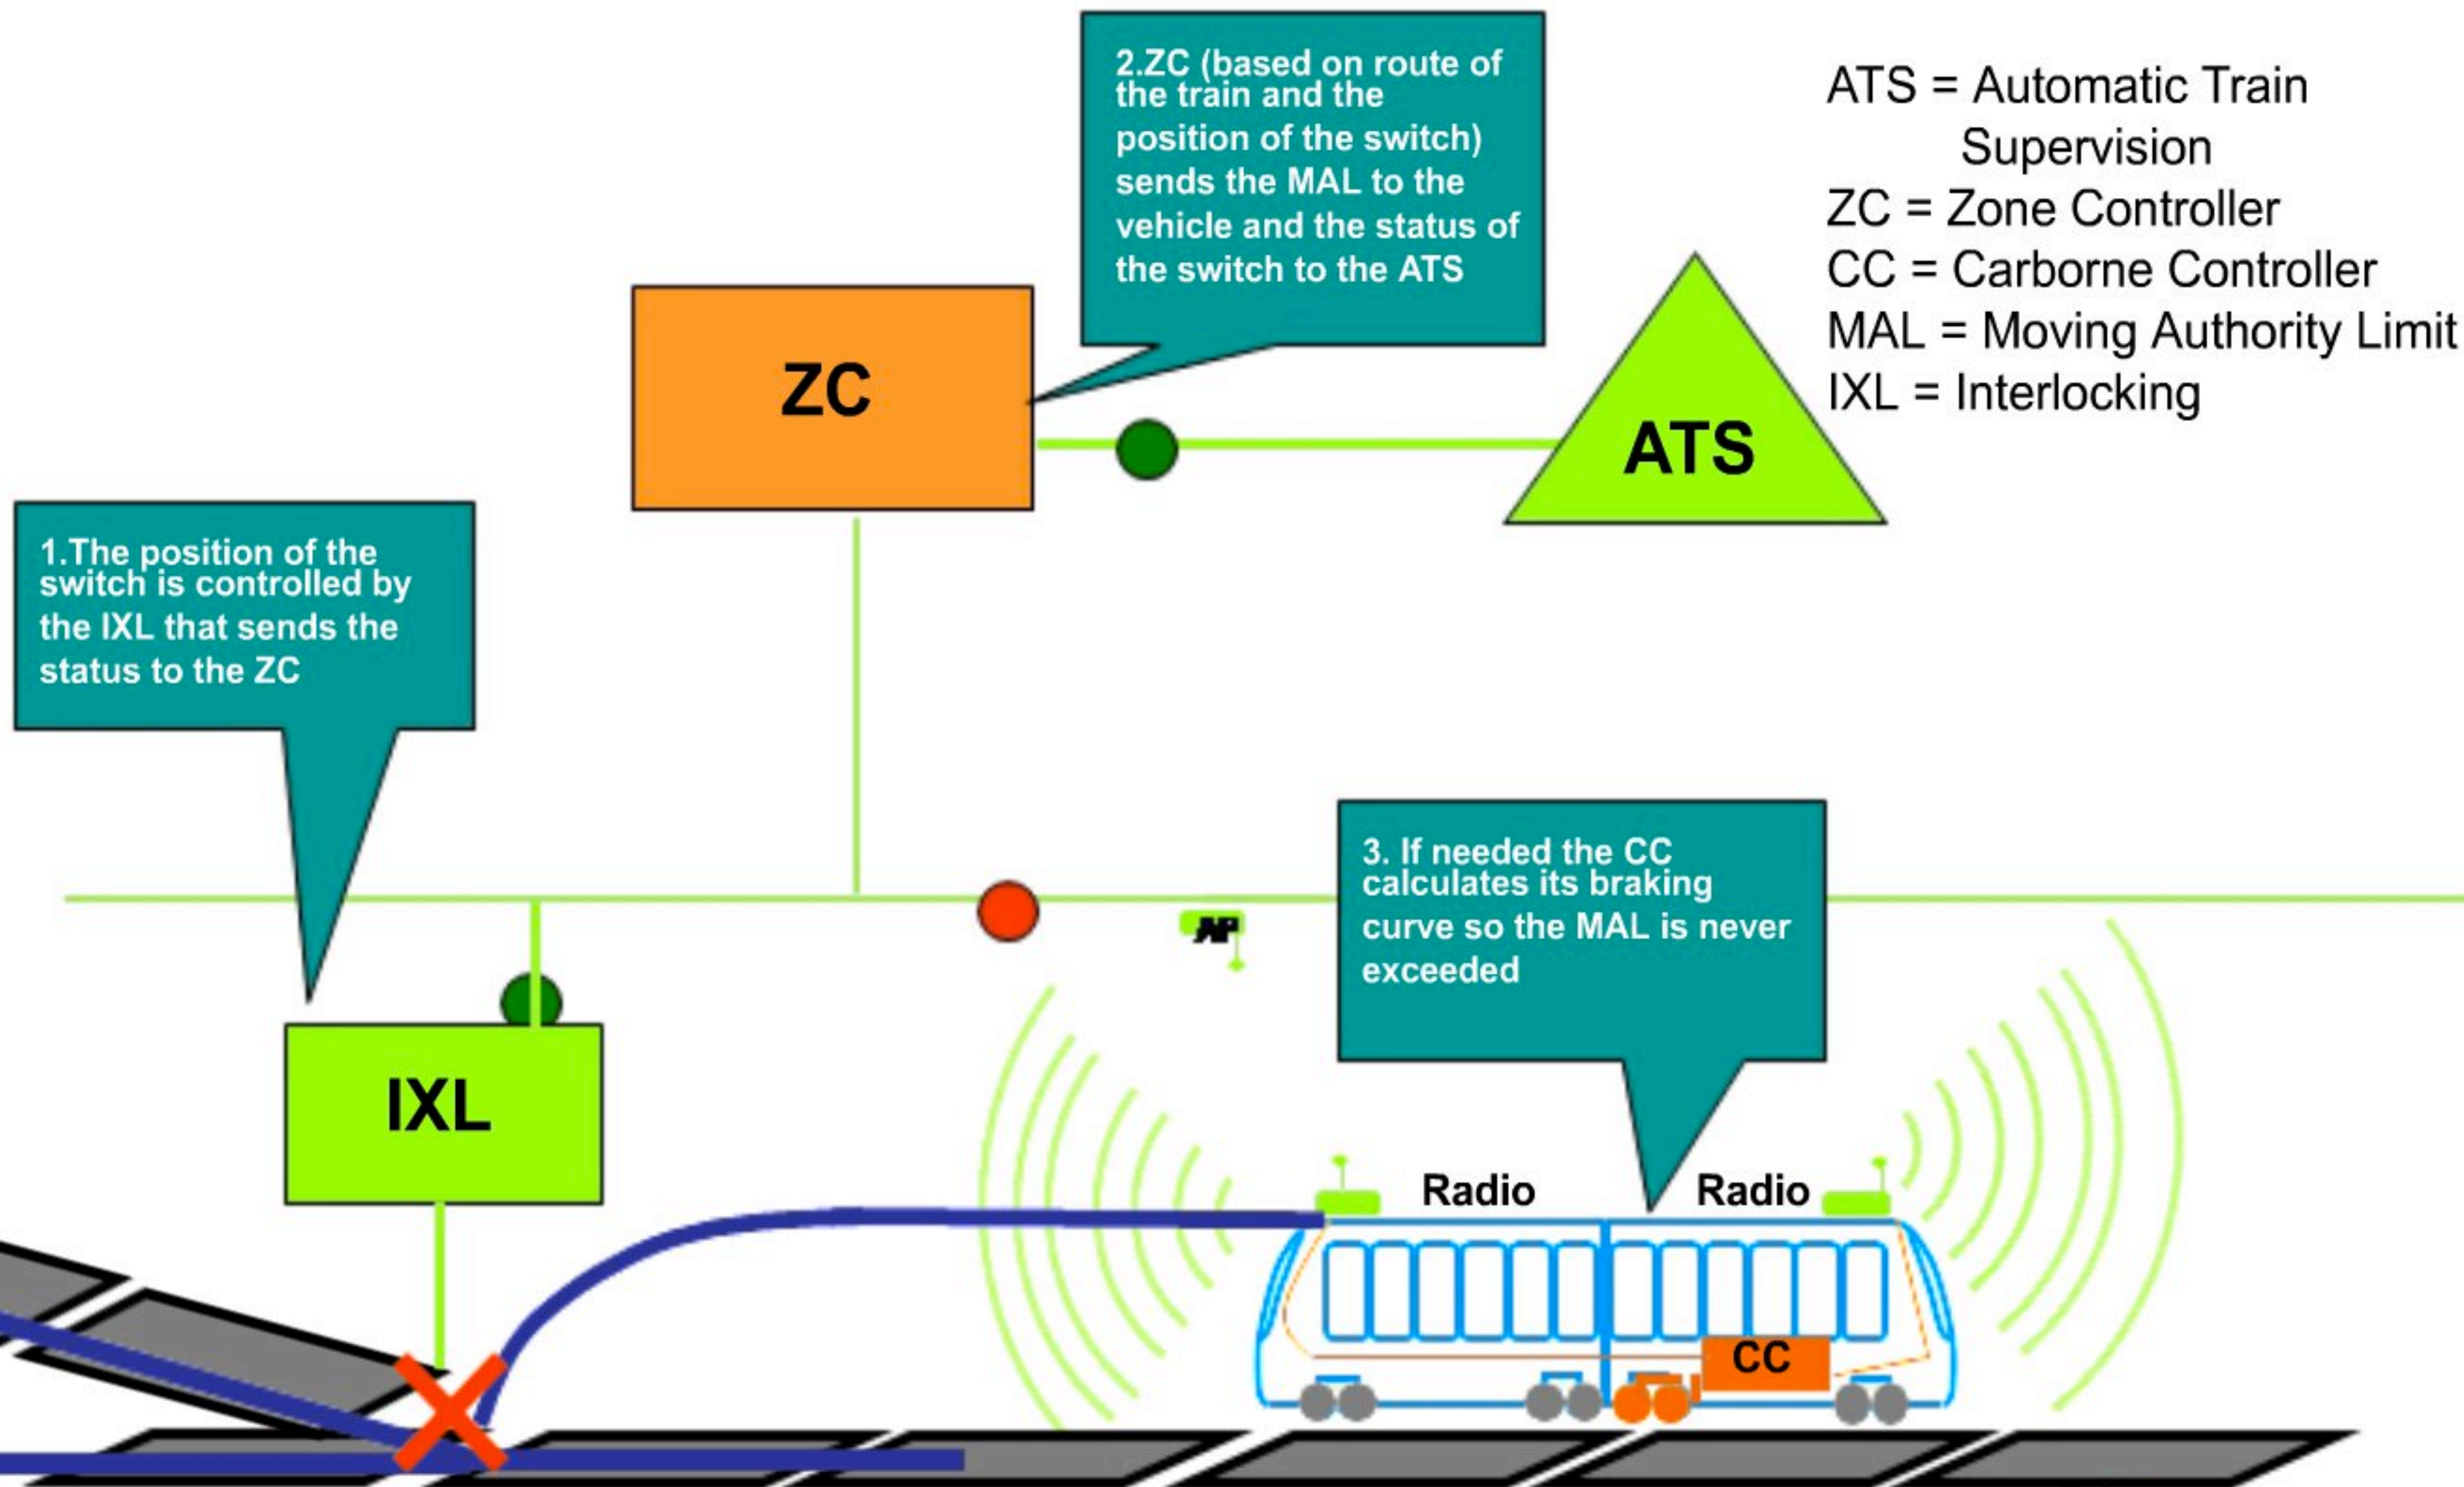 2.ZC (based on route of
the train and the
position of the switch)
sends the MAL to the
vehicle and the status of
the switch to the ATS
ATS = Automatic Train
Supervision
ZC = Zone Controller
CC = Carborne Controller
MAL = Moving Authority Limit
IXL = Interlocking
ZC
ATS
1.The position of the
switch is controlled by
the IXL that sends the
status to the ZC
3. If needed the CC
calculates its braking
curve so the MAL is never
exceeded
IXL
Radio
Radio
CC